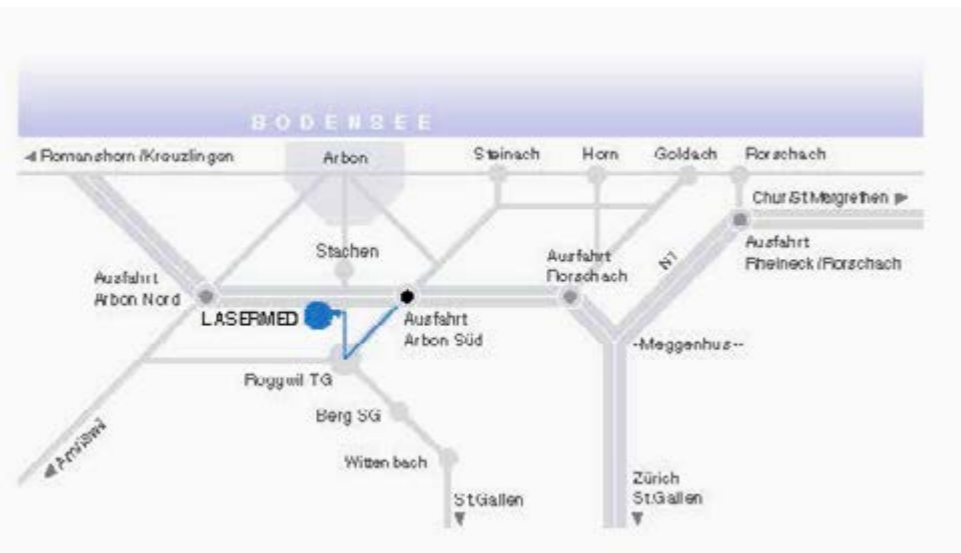 BODENSEE
Romanshorn/Kreuzlingen
Arbon
Steinach
Horn
Goldach
Rorschach
Chur/St.Margrethen
Stachen
Ausfahrt
Rorschach
N1
Ausfahrt
Rheineck/Rorschach
Ausfahrt
Arbon Nord
LASERMED
Ausfahrt
Arbon Süd
-Meggenhus--
Roggwil TG
Berg SG
Amriswil
Wittenbach
St.Gallen
Zürich
St.Gallen